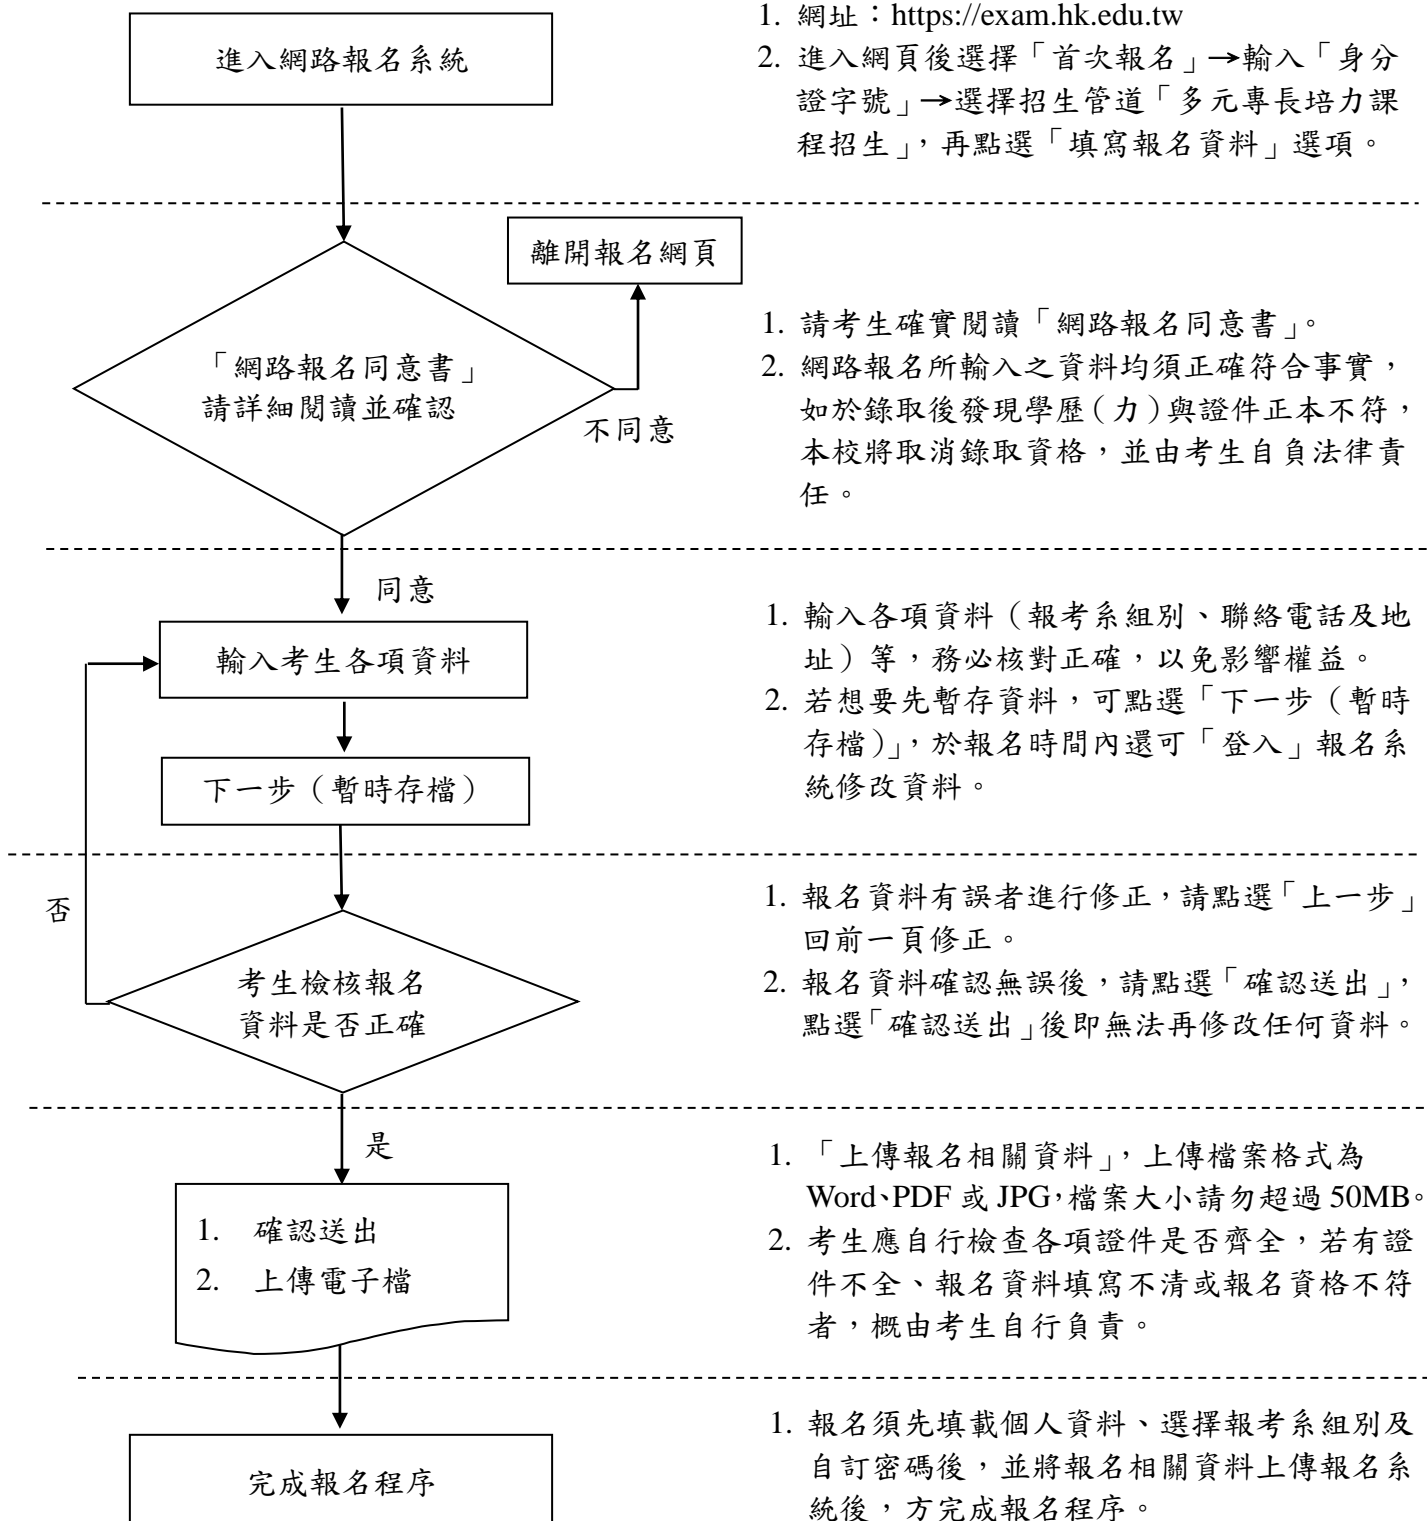 進入網路報名系統
1. 網址：https://exam.hk.edu.tw
2. 進入網頁後選擇「首次報名」→輸入「身分
證字號」→選擇招生管道「多元專長培力課
程招生」，再點選「填寫報名資料」選項。
離開報名網頁
「網路報名同意書」
請詳細閱讀並確認
不同意
1. 請考生確實閱讀「網路報名同意書」。
2. 網路報名所輸入之資料均須正確符合事實，
如於錄取後發現學歷（力）與證件正本不符，
本校將取消錄取資格，並由考生自負法律責
任。
同意
輸入考生各項資料
下一步（暫時存檔）
1. 輸入各項資料（報考系組別、聯絡電話及地
址）等，務必核對正確，以免影響權益。
2. 若想要先暫存資料，可點選「下一步（暫時
存檔）」，於報名時間內還可「登入」報名系
統修改資料。
否
考生檢核報名
資料是否正確
1. 報名資料有誤者進行修正，請點選「上一步」
回前一頁修正。
2. 報名資料確認無誤後，請點選「確認送出」，
點選「確認送出」後即無法再修改任何資料。
是
1. 確認送出
2. 上傳電子檔
1. 「上傳報名相關資料」，上傳檔案格式為
Word、PDF 或 JPG，檔案大小請勿超過 50MB。
2. 考生應自行檢查各項證件是否齊全，若有證
件不全、報名資料填寫不清或報名資格不符
者，概由考生自行負責。
完成報名程序
1. 報名須先填載個人資料、選擇報考系組別及
自訂密碼後，並將報名相關資料上傳報名系
統後，方完成報名程序。